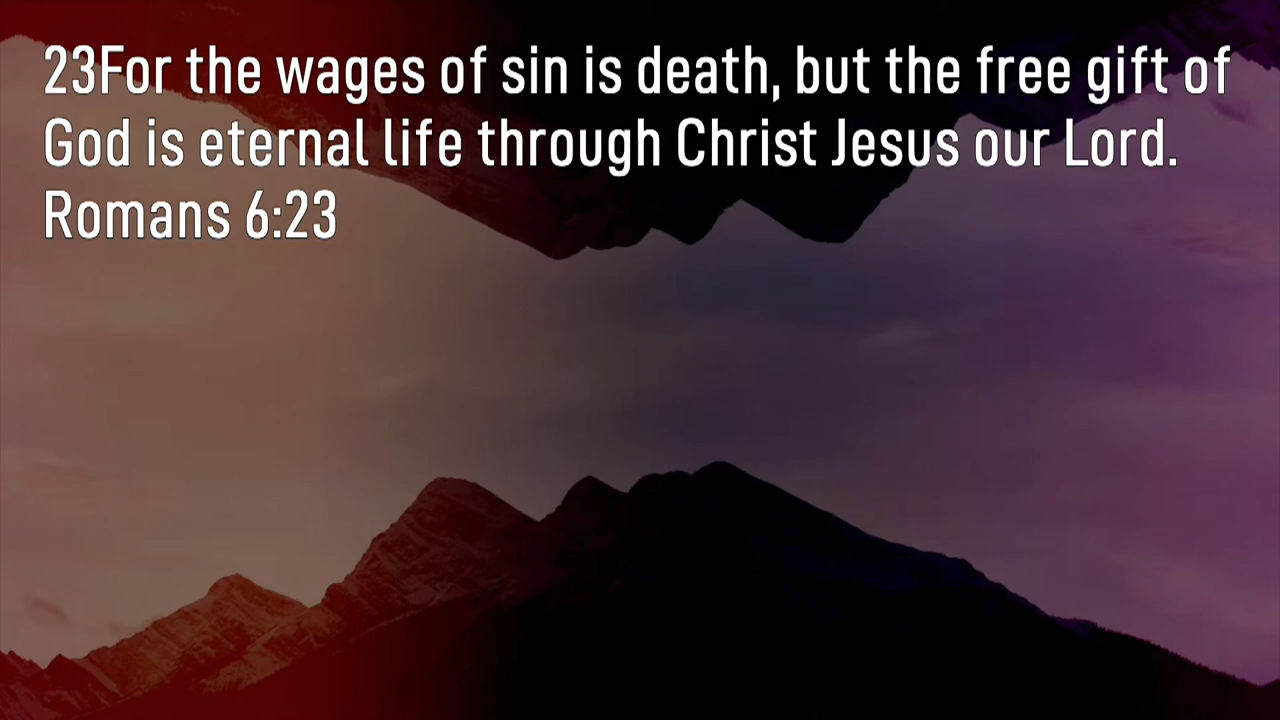 23For the wages of sin is death, but the free gift of
God is eternal life through Christ Jesus our Lord.
Romans 6:23